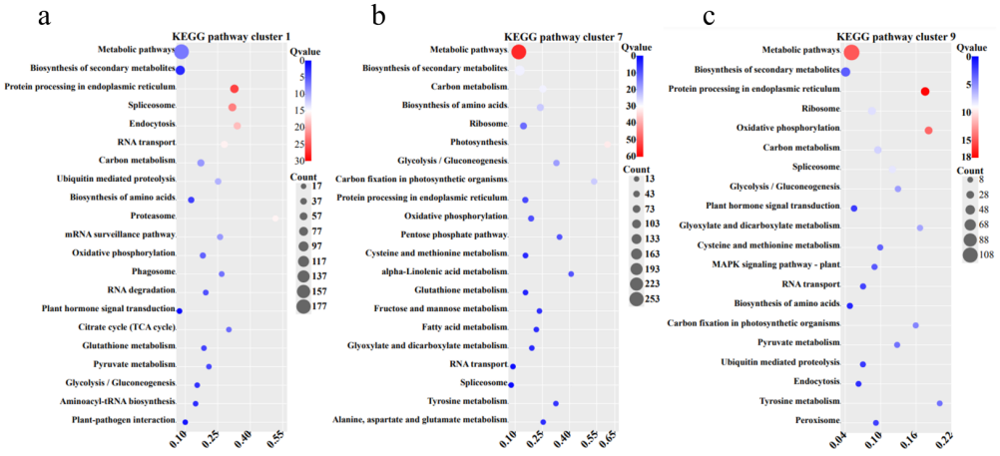 a
KEGG pathway cluster 1
Metabolic pathways
Biosynthesis of secondary metabolites
Protein processing in endoplasmic reticulum
Spliceosome
Endocytosis
RNA transport
Carbon metabolism
Ubiquitin mediated proteolysis
Biosynthesis of amino acids
Proteasome
mRNA surveillance pathway
Oxidative phosphorylation
Phagosome
RNA degradation
Plant hormone signal transduction
Citrate cycle (TCA cycle)
Glutathione metabolism
Pyruvate metabolism
Glycolysis / Gluconeogenesis
Aminoacyl-tRNA biosynthesis
Plant-pathogen interaction
0.10 0.25 0.40 0.55
Qvalue
0
5
10
15
20
25
30
Count
17
37
57
77
97
117
137
157
177
b
KEGG pathway cluster 7
Metabolic pathways
Biosynthesis of secondary metabolites
Carbon metabolism
Biosynthesis of amino acids
Ribosome
Photosynthesis
Glycolysis / Gluconeogenesis
Carbon fixation in photosynthetic organisms
Protein processing in endoplasmic reticulum
Oxidative phosphorylation
Pentose phosphate pathway
Cysteine and methionine metabolism
alpha-Linolenic acid metabolism
Glutathione metabolism
Fructose and mannose metabolism
Fatty acid metabolism
Glyoxylate and dicarboxylate metabolism
RNA transport
Spliceosome
Tyrosine metabolism
Alanine, aspartate and glutamate metabolism
0.10 0.25 0.40 0.55 0.65
Qvalue
0
10
20
30
40
50
60
Count
13
43
73
103
133
163
193
223
253
c
KEGG pathway cluster 9
Metabolic pathways
Biosynthesis of secondary metabolites
Protein processing in endoplasmic reticulum
Ribosome
Oxidative phosphorylation
Carbon metabolism
Spliceosome
Glycolysis / Gluconeogenesis
Plant hormone signal transduction
Glyoxylate and dicarboxylate metabolism
Cysteine and methionine metabolism
MAPK signaling pathway - plant
RNA transport
Biosynthesis of amino acids
Carbon fixation in photosynthetic organisms
Pyruvate metabolism
Ubiquitin mediated proteolysis
Endocytosis
Tyrosine metabolism
Peroxisome
0.04 0.10 0.16 0.22
Qvalue
0
5
10
15
18
Count
8
28
48
68
88
108